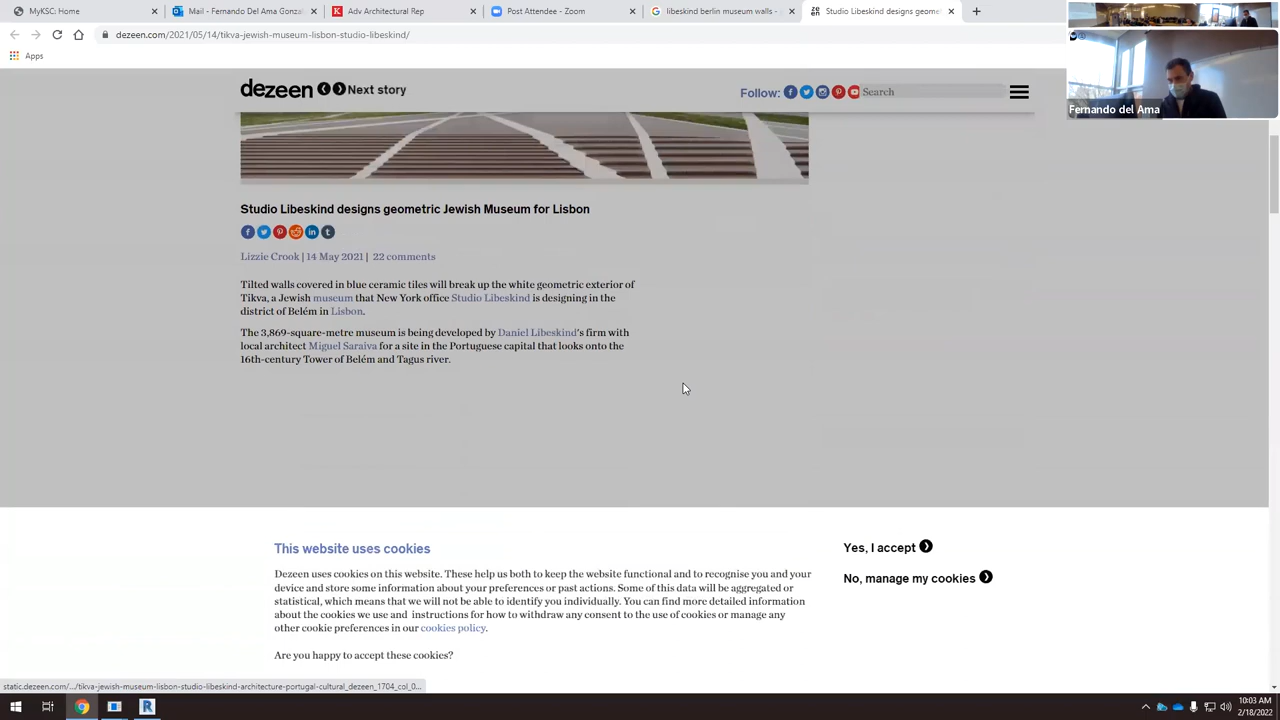 MyKSC: Home
Mail - Fernando Del Ama Gonza
Adv Architectural Rep
Post Attendee - Zoom
libeskind berlin museum walls -
Studio Libeskind designs geomet
dezeen.com/2021/05/14/tikva-jewish-museum-lisbon-studio-libeskind/
Apps
dezeen
Next story
Follow:
Search
Fernando del Ama
Studio Libeskind designs geometric Jewish Museum for Lisbon
Lizzie Crook | 14 May 2021 | 22 comments
Tilted walls covered in blue ceramic tiles will break up the white geometric exterior of
Tikva, a Jewish museum that New York office Studio Libeskind is designing in the
district of Belém in Lisbon.
The 3,869-square-metre museum is being developed by Daniel Libeskind's firm with
local architect Miguel Saraiva for a site in the Portuguese capital that looks onto the
16th-century Tower of Belém and Tagus river.
This website uses cookies
Dezeen uses cookies on this website. These help us both to keep the website functional and to recognise you and your
device and store some information about your preferences or past actions. Some of this data will be aggregated or
statistical, which means that we will not be able to identify you individually. You can find more detailed information
about the cookies we use and instructions for how to withdraw any consent to the use of cookies or manage any
other cookie preferences in our cookies policy.
Are you happy to accept these cookies?
Yes, I accept
No, manage my cookies
static.dezeen.com/.../tikva-jewish-museum-lisbon-studio-libeskind-architecture-portugal-cultural_dezeen_1704_col_0...
10:03 AM
2/18/2022